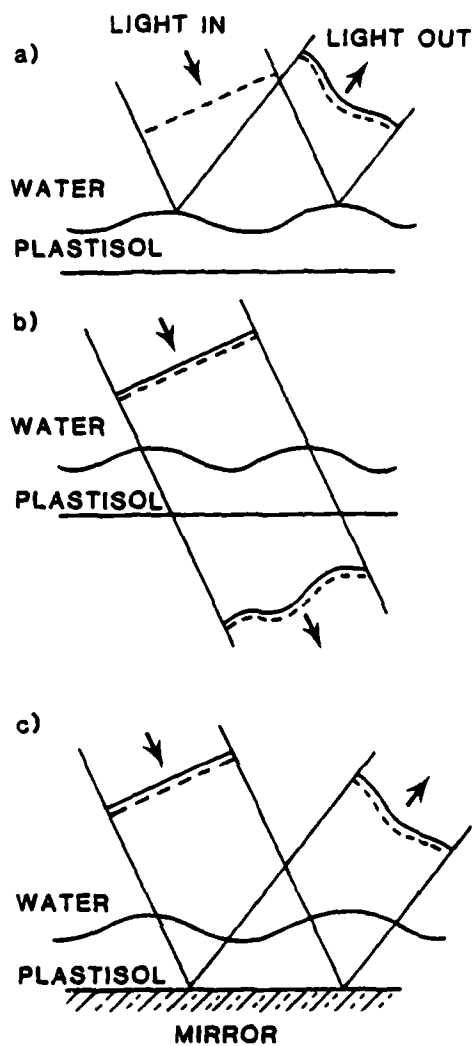 a)
LIGHT IN
LIGHT OUT
WATER
PLASTISOL
b)
WATER
PLASTISOL
c)
WATER
PLASTISOL
MIRROR